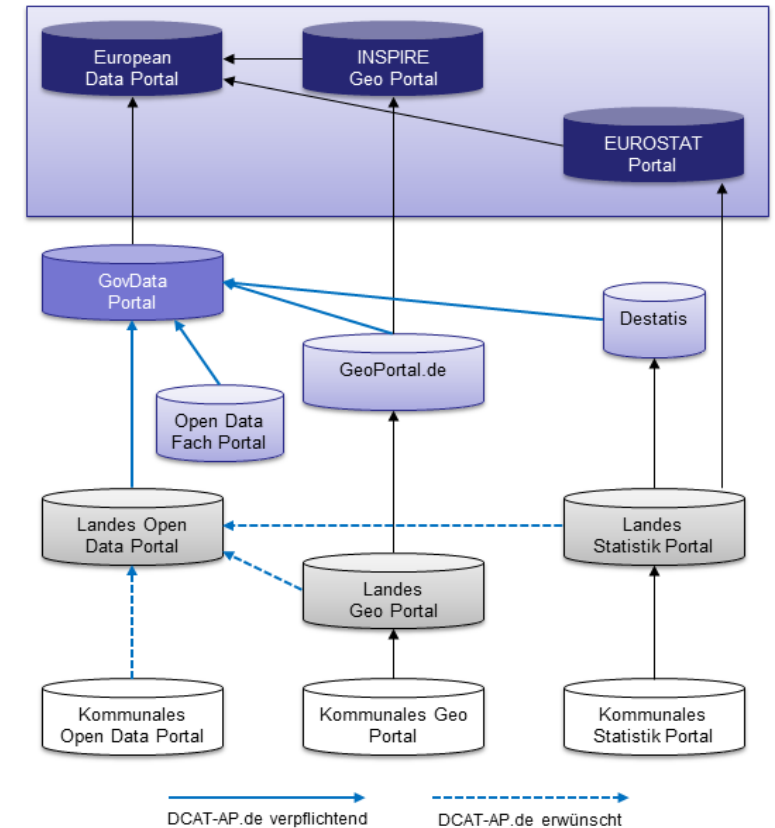 European
Data Portal
INSPIRE
Geo Portal
EUROSTAT
Portal
GovData
Portal
Destatis
GeoPortal.de
Open Data
Fach Portal
Landes Open
Data Portal
Landes
Statistik Portal
Landes
Geo Portal
Kommunales
Open Data Portal
Kommunales Geo
Portal
Kommunales
Statistik Portal
DCAT-AP.de verpflichtend
DCAT-AP.de erwünscht